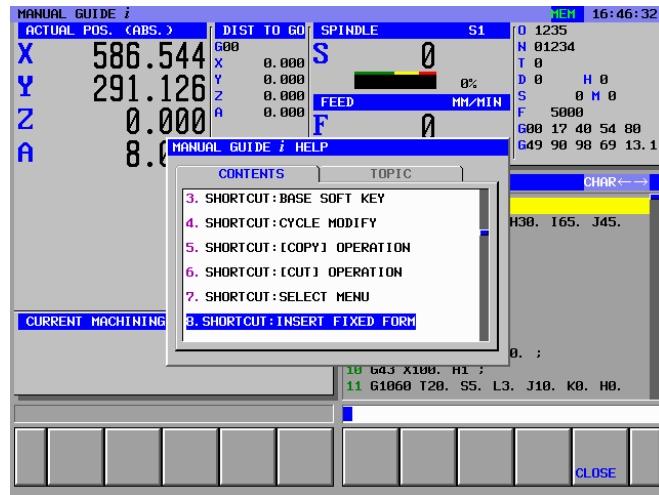 MANUAL GUIDE i MEM 16:46:32
ACTUAL POS. (ABS.) DIST TO GO SPINDLE S1 O 1235
X 586.544 G00 X 0.000 S 0 N 01234
T 0
Y 291.126 Y 0.000 0% D 0 H 0
Z 0.000 Z 0.000 FEED MM/MIN S 0 M 0
A 8.0 A 0.000 F 0 F 5000
G00 17 40 54 80
G49 90 98 69 13.1
MANUAL GUIDE i HELP
CONTENTS TOPIC
CHAR←→
3. SHORTCUT:BASE SOFT KEY
4. SHORTCUT:CYCLE MODIFY
H30. I65. J45.
5. SHORTCUT:[COPY] OPERATION
6. SHORTCUT:[CUT] OPERATION
7. SHORTCUT:SELECT MENU
8.SHORTCUT:INSERT FIXED FORM
CURRENT MACHINING
0. ;
10 G43 X100. H1 ;
11 G1060 T20. S5. L3. J10. K0. H0.
CLOSE